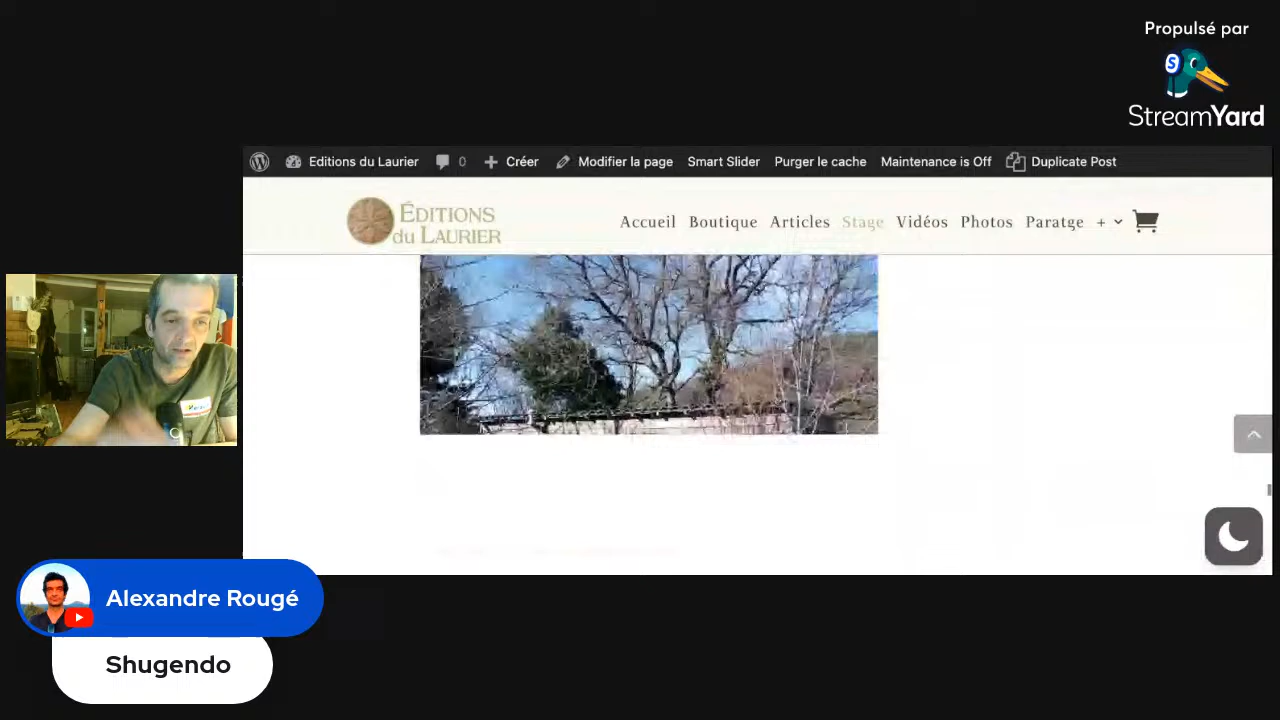 Propulsé par
StreamYard
Editions du Laurier 0 Créer Modifier la page Smart Slider Purger le cache Maintenance is Off Duplicate Post
ÉDITIONS
du LAURIER
Accueil Boutique Articles Stage Vidéos Photos Paratge +
Alexandre Rougé
Shugendo